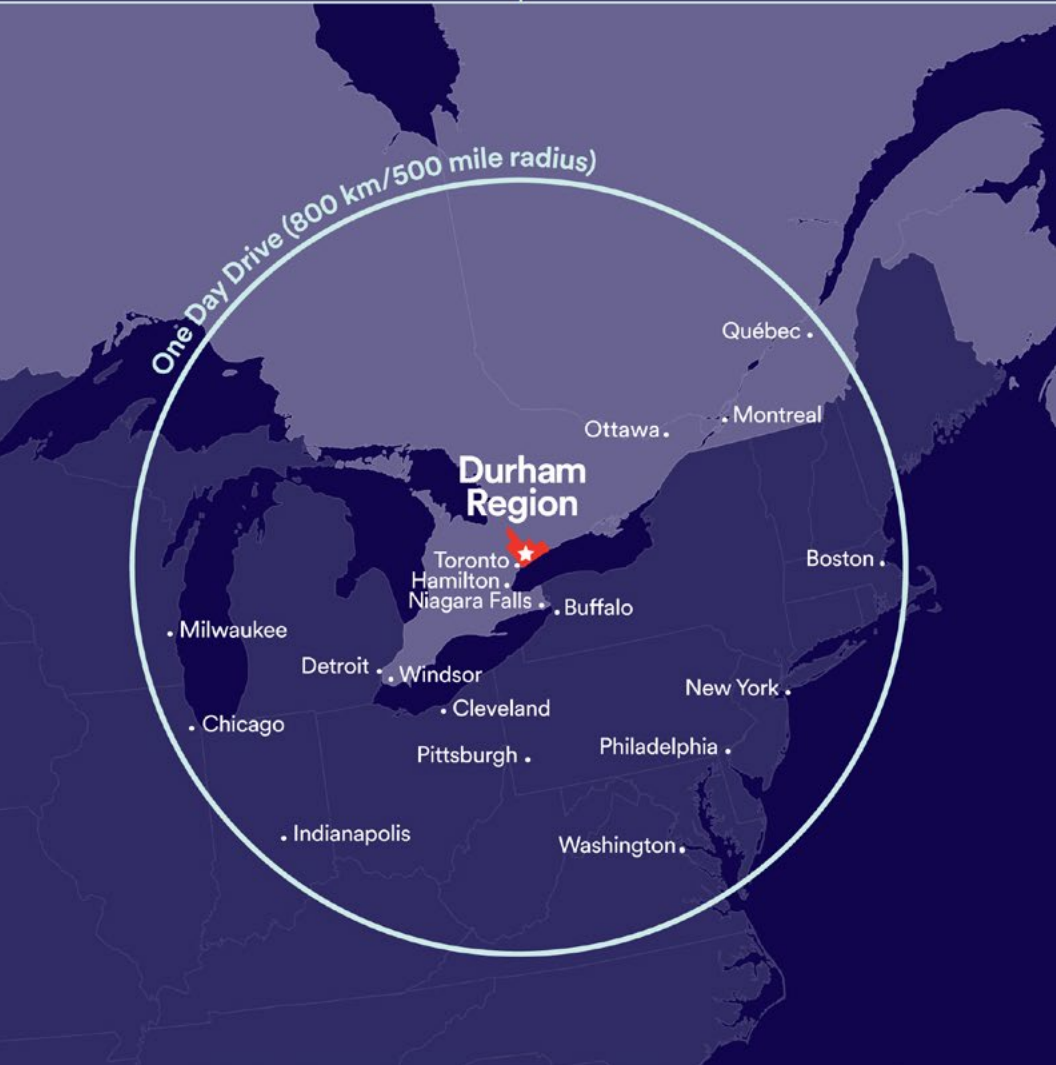 One Day Drive (800 km/500 mile radius)
Québec
Montreal
Ottawa
Durham
Region
Toronto
Boston
Hamilton
Niagara Falls
Buffalo
Milwaukee
Detroit
Windsor
New York
Cleveland
Chicago
Philadelphia
Pittsburgh
Indianapolis
Washington